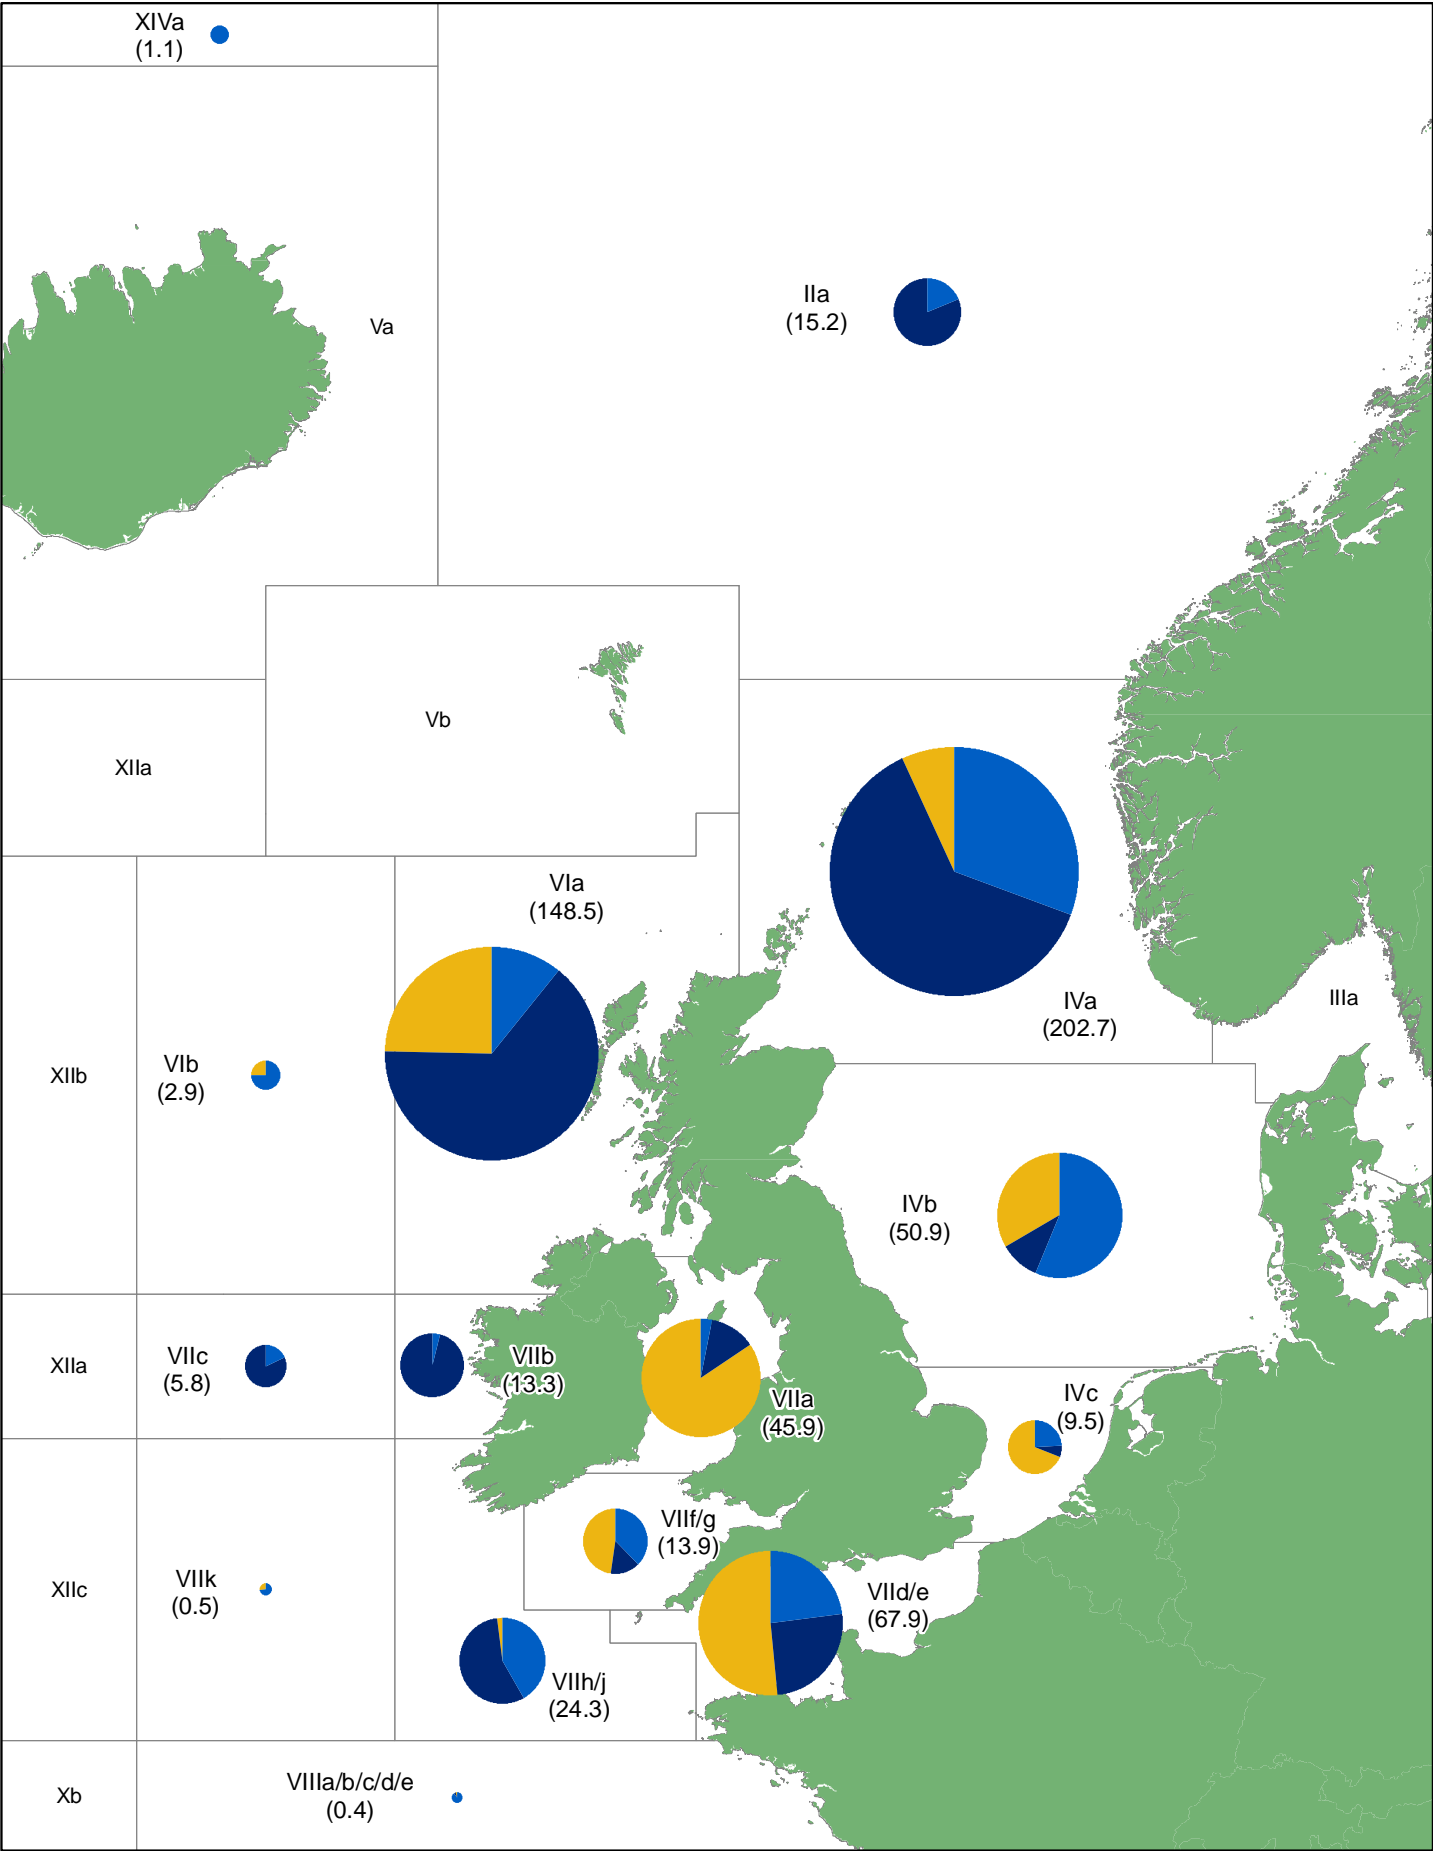 XIVa
(1.1)
IIa
(15.2)
Va
Vb
XIIa
VIa
(148.5)
IVa
(202.7)
IIIa
XIIb
VIb
(2.9)
IVb
(50.9)
XIIa
VIIc
(5.8)
VIIb
(13.3)
VIIa
(45.9)
IVc
(9.5)
VIIf/g
(13.9)
XIIc
VIIk
(0.5)
VIId/e
(67.9)
VIIh/j
(24.3)
Xb
VIIIa/b/c/d/e
(0.4)